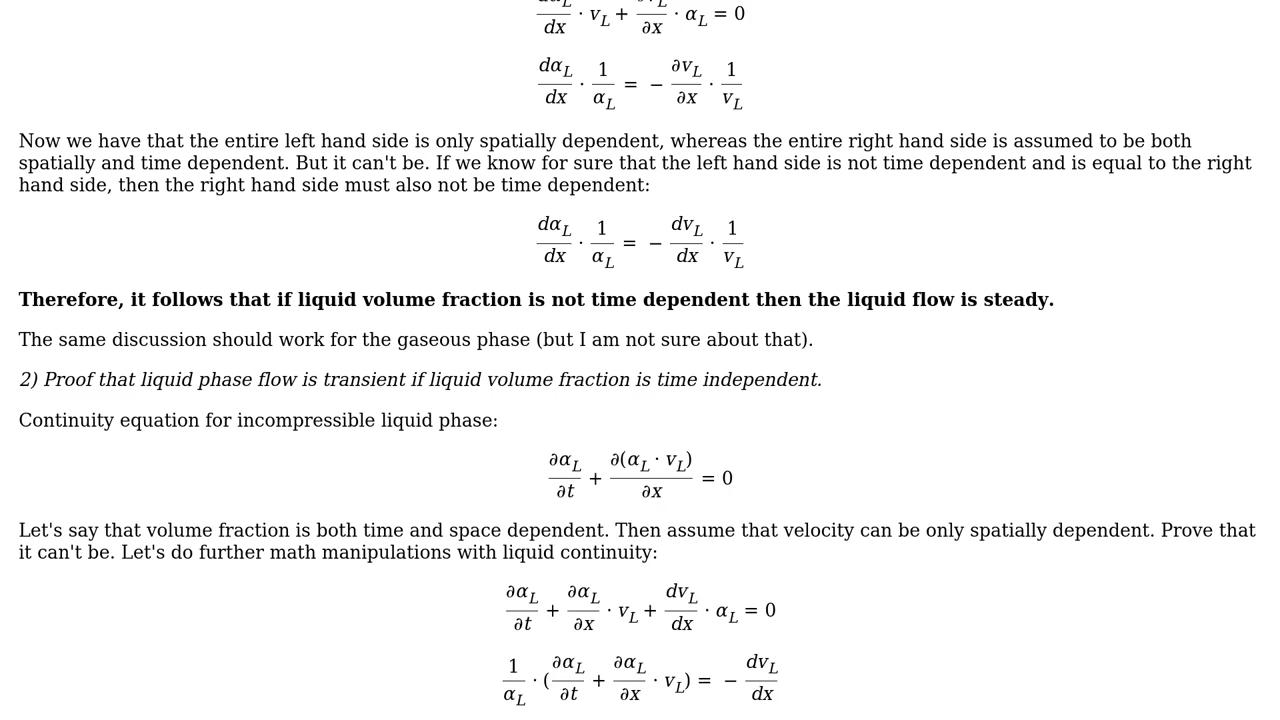 dα_L/dx · v_L + ∂v_L/∂x · α_L = 0
dα_L/dx · 1/α_L = − ∂v_L/∂x · 1/v_L
Now we have that the entire left hand side is only spatially dependent, whereas the entire right hand side is assumed to be both
spatially and time dependent. But it can't be. If we know for sure that the left hand side is not time dependent and is equal to the right
hand side, then the right hand side must also not be time dependent:
dα_L/dx · 1/α_L = − dv_L/dx · 1/v_L
Therefore, it follows that if liquid volume fraction is not time dependent then the liquid flow is steady.
The same discussion should work for the gaseous phase (but I am not sure about that).
2) Proof that liquid phase flow is transient if liquid volume fraction is time independent.
Continuity equation for incompressible liquid phase:
∂α_L/∂t + ∂(α_L · v_L)/∂x = 0
Let's say that volume fraction is both time and space dependent. Then assume that velocity can be only spatially dependent. Prove that
it can't be. Let's do further math manipulations with liquid continuity:
∂α_L/∂t + ∂α_L/∂x · v_L + dv_L/dx · α_L = 0
1/α_L · (∂α_L/∂t + ∂α_L/∂x · v_L) = − dv_L/dx